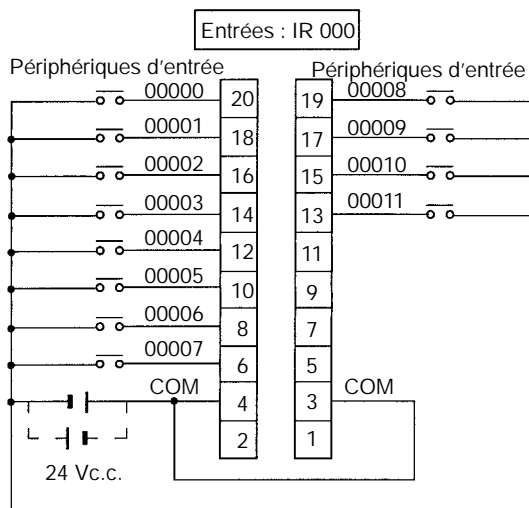 Entrées : IR 000
Périphériques d'entrée Périphériques d'entrée
00000 20 19 00008
00001 18 17 00009
00002 16 15 00010
00003 14 13 00011
00004 12 11
00005 10 9
00006 8 7
00007 6 5
COM 4 3 COM
2 1
24 Vc.c.